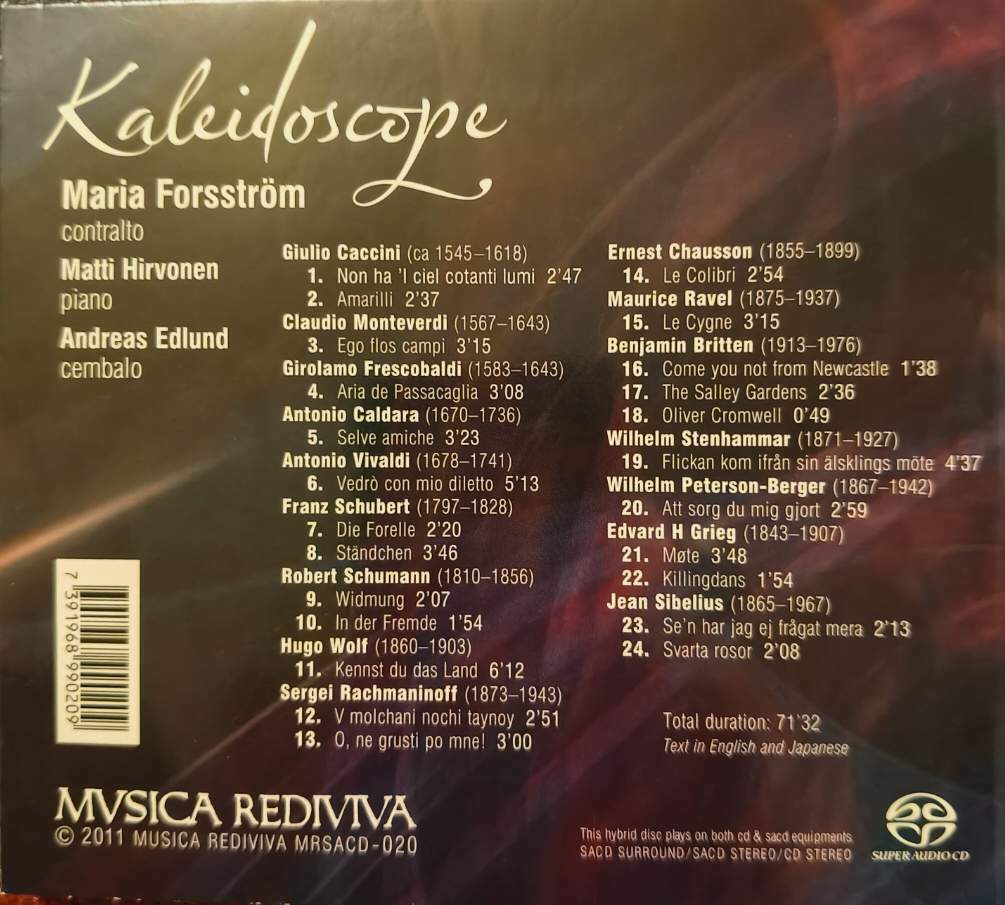 Kaleidoscope
Maria Forsström
contralto
Matti Hirvonen
piano
Andreas Edlund
cembalo
Giulio Caccini (ca 1545–1618)
1. Non ha 'l ciel cotanti lumi 2'47
2. Amarilli 2'37
Claudio Monteverdi (1567–1643)
3. Ego flos campi 3'15
Girolamo Frescobaldi (1583–1643)
4. Aria de Passacaglia 3'08
Antonio Caldara (1670–1736)
5. Selve amiche 3'23
Antonio Vivaldi (1678–1741)
6. Vedrò con mio diletto 5'13
Franz Schubert (1797–1828)
7. Die Forelle 2'20
8. Ständchen 3'46
Robert Schumann (1810–1856)
9. Widmung 2'07
10. In der Fremde 1'54
Hugo Wolf (1860–1903)
11. Kennst du das Land 6'12
Sergei Rachmaninoff (1873–1943)
12. V molchani nochi taynoy 2'51
13. O, ne grusti po mne! 3'00
Ernest Chausson (1855–1899)
14. Le Colibri 2'54
Maurice Ravel (1875–1937)
15. Le Cygne 3'15
Benjamin Britten (1913–1976)
16. Come you not from Newcastle 1'38
17. The Salley Gardens 2'36
18. Oliver Cromwell 0'49
Wilhelm Stenhammar (1871–1927)
19. Flickan kom ifrån sin älsklings möte 4'37
Wilhelm Peterson-Berger (1867–1942)
20. Att sorg du mig gjort 2'59
Edvard H Grieg (1843–1907)
21. Møte 3'48
22. Killingdans 1'54
Jean Sibelius (1865–1967)
23. Se'n har jag ej frågat mera 2'13
24. Svarta rosor 2'08
Total duration: 71'32
Text in English and Japanese
7 391968 990209
MVSICA REDIVIVA
© 2011 MUSICA REDIVIVA MRSACD-020
This hybrid disc plays on both cd & sacd equipments
SACD SURROUND/SACD STEREO/CD STEREO
SUPER AUDIO CD